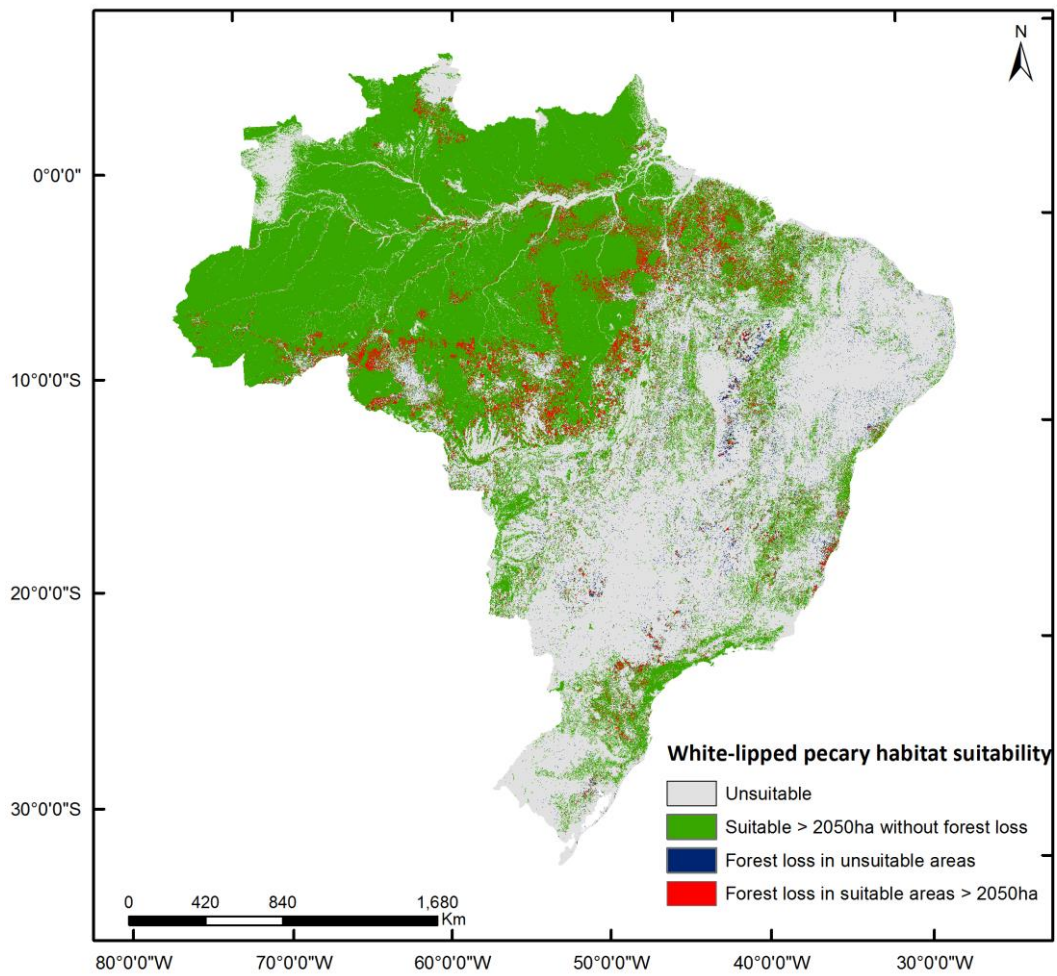 N
0°0'0"
10°0'0"S
20°0'0"S
30°0'0"S
White-lipped pecary habitat suitability
Unsuitable
Suitable > 2050ha without forest loss
Forest loss in unsuitable areas
Forest loss in suitable areas > 2050ha
0 420 840 1,680
Km
80°0'0"W 70°0'0"W 60°0'0"W 50°0'0"W 40°0'0"W 30°0'0"W